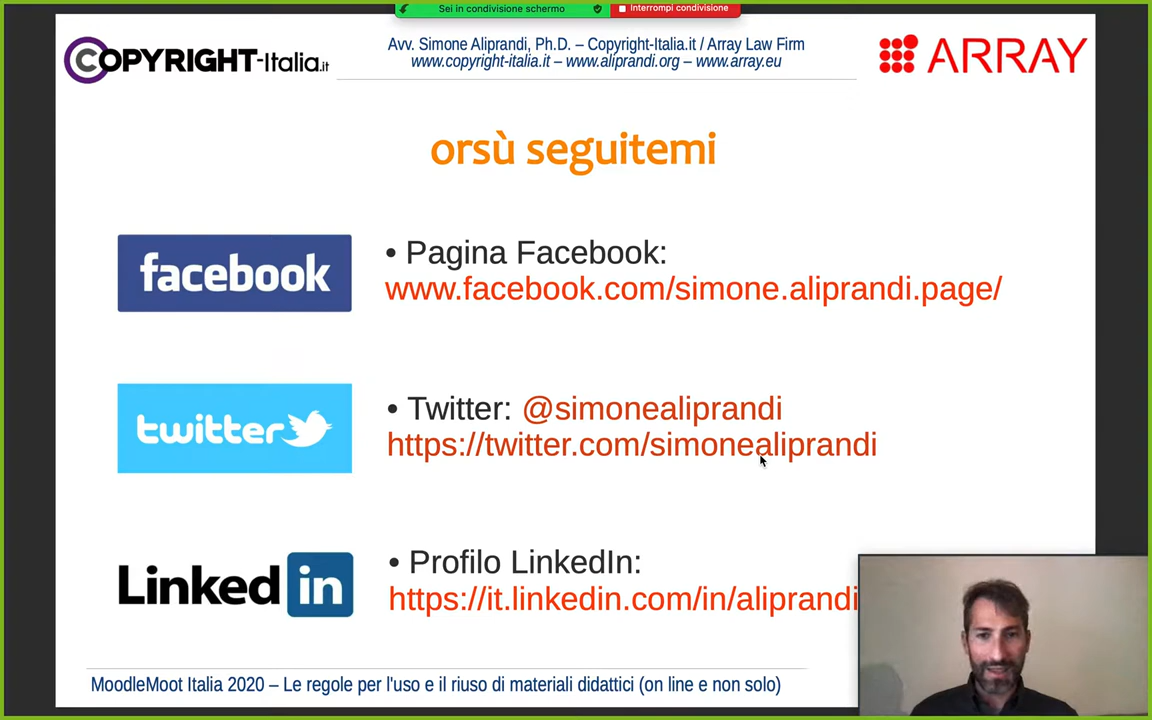 Sei in condivisione schermo
Interrompi condivisione
COPYRIGHT-Italia.it
Avv. Simone Aliprandi, Ph.D. – Copyright-Italia.it / Array Law Firm
www.copyright-italia.it – www.aliprandi.org – www.array.eu
ARRAY
orsù seguitemi
facebook
• Pagina Facebook:
www.facebook.com/simone.aliprandi.page/
twitter
• Twitter: @simonealiprandi
https://twitter.com/simonealiprandi
Linked in
• Profilo LinkedIn:
https://it.linkedin.com/in/aliprandi
MoodleMoot Italia 2020 – Le regole per l'uso e il riuso di materiali didattici (on line e non solo)